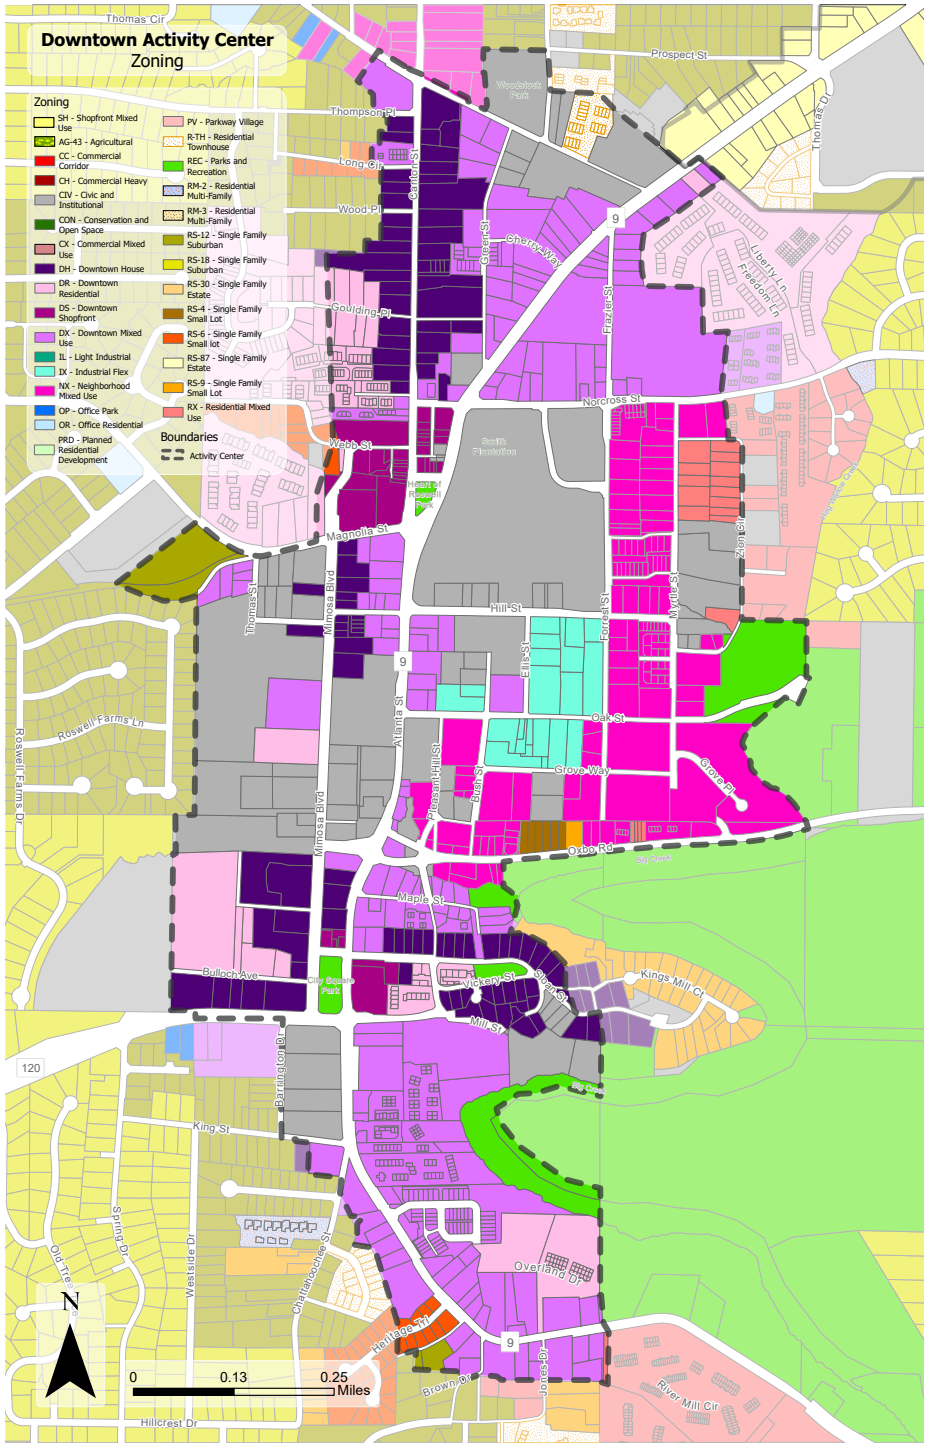 Thomas Cir
Downtown Activity Center
Zoning
Prospect St
Woodstock
Park
Thomas Dr
Zoning
SH - Shopfront Mixed
Use
AG-43 - Agricultural
CC - Commercial
Corridor
CH - Commercial Heavy
CIV - Civic and
Institutional
CON - Conservation and
Open Space
CX - Commercial Mixed
Use
DH - Downtown House
DR - Downtown
Residential
DS - Downtown
Shopfront
DX - Downtown Mixed
Use
IL - Light Industrial
IX - Industrial Flex
NX - Neighborhood
Mixed Use
OP - Office Park
OR - Office Residential
PRD - Planned
Residential
Development
PV - Parkway Village
R-TH - Residential
Townhouse
REC - Parks and
Recreation
RM-2 - Residential
Multi-Family
RM-3 - Residential
Multi-Family
RS-12 - Single Family
Suburban
RS-18 - Single Family
Suburban
RS-30 - Single Family
Estate
RS-4 - Single Family
Small Lot
RS-6 - Single Family
Small lot
RS-87 - Single Family
Estate
RS-9 - Single Family
Small Lot
RX - Residential Mixed
Use
Boundaries
Activity Center
Thompson Pl
Long Cir
Canton St
Wood Pl
Green St
Cherry Way
9
Liberty Ln
Freedom Ln
Frazier St
Goulding Pl
Norcross St
Webb St
Smith
Plantation
Heart of
Roswell
Park
Magnolia St
Zion Cir
Thomas St
Mimosa Blvd
Hill St
Forrest St
Myrtle St
Ellis St
9
Atlanta St
Oak St
Roswell Farms Ln
Roswell Farms Dr
Pleasant Hill St
Bush St
Grove Way
Grove Pl
Mimosa Blvd
Oxbo Rd
Big Creek
Maple St
Bulloch Ave
City Square
Park
Vickery St
Sloan St
Kings Mill Ct
Mill St
120
Barrington Dr
Big Creek
King St
Spring Dr
Westside Dr
Chattahoochee St
Overland Dr
N
Heritage Trl
9
0
0.13
0.25
Miles
Brown Dr
Jones Dr
River Mill Cir
Hillcrest Dr